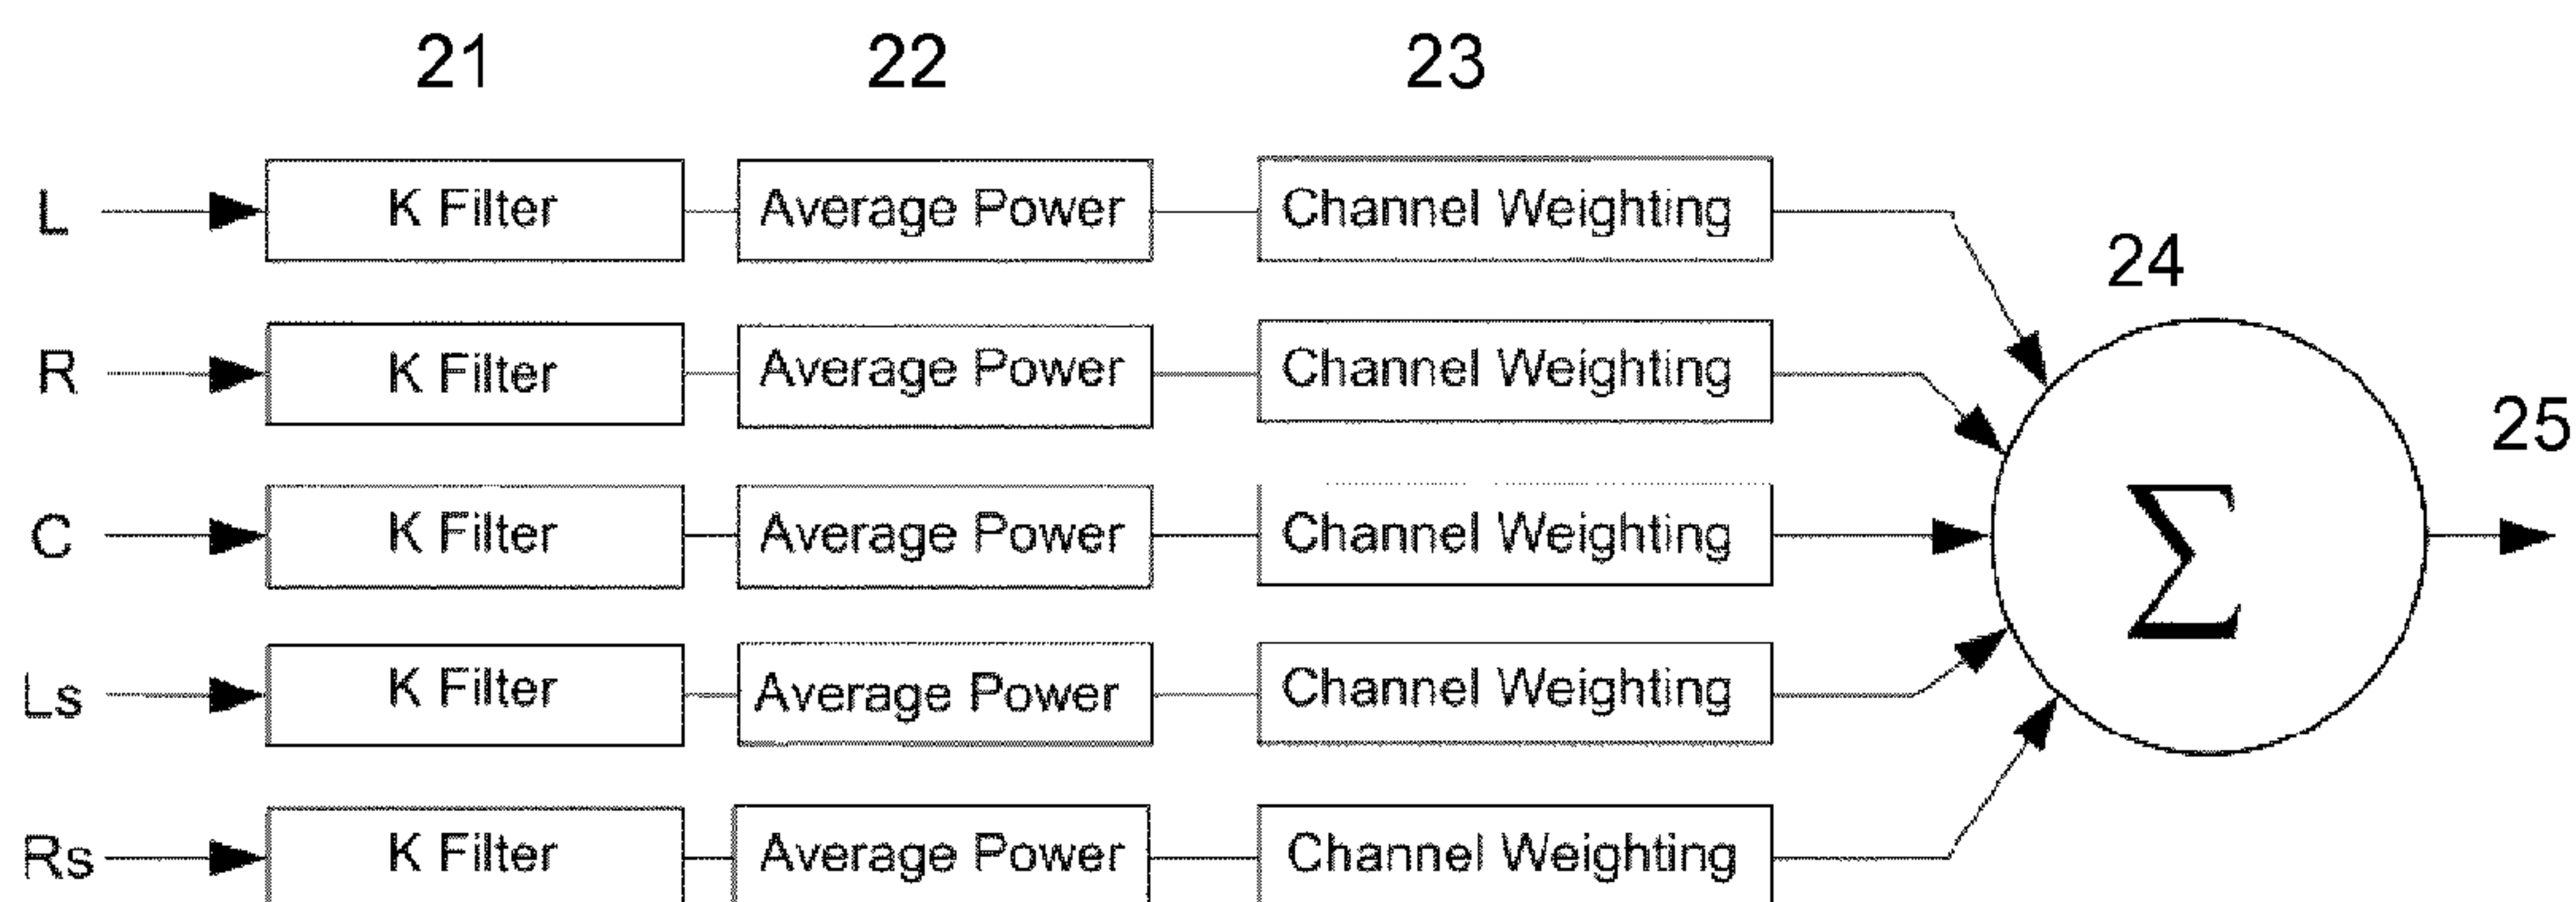 21 22 23
L K Filter Average Power Channel Weighting
24
R K Filter Average Power Channel Weighting
25
C K Filter Average Power Channel Weighting
Σ
Ls K Filter Average Power Channel Weighting
Rs K Filter Average Power Channel Weighting